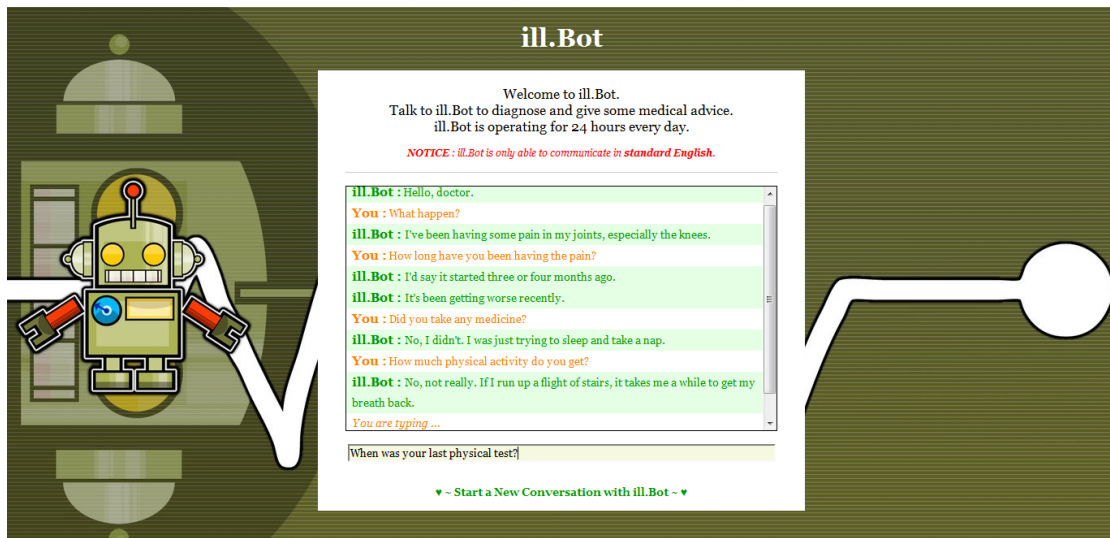 ill.Bot
Welcome to ill.Bot.
Talk to ill.Bot to diagnose and give some medical advice.
ill.Bot is operating for 24 hours every day.
NOTICE : ill.Bot is only able to communicate in standard English.
ill.Bot : Hello, doctor.
You : What happen?
ill.Bot : I've been having some pain in my joints, especially the knees.
You : How long have you been having the pain?
ill.Bot : I'd say it started three or four months ago.
ill.Bot : It's been getting worse recently.
You : Did you take any medicine?
ill.Bot : No, I didn't. I was just trying to sleep and take a nap.
You : How much physical activity do you get?
ill.Bot : No, not really. If I run up a flight of stairs, it takes me a while to get my
breath back.
You are typing ...
When was your last physical test?
♥ ~ Start a New Conversation with ill.Bot ~ ♥